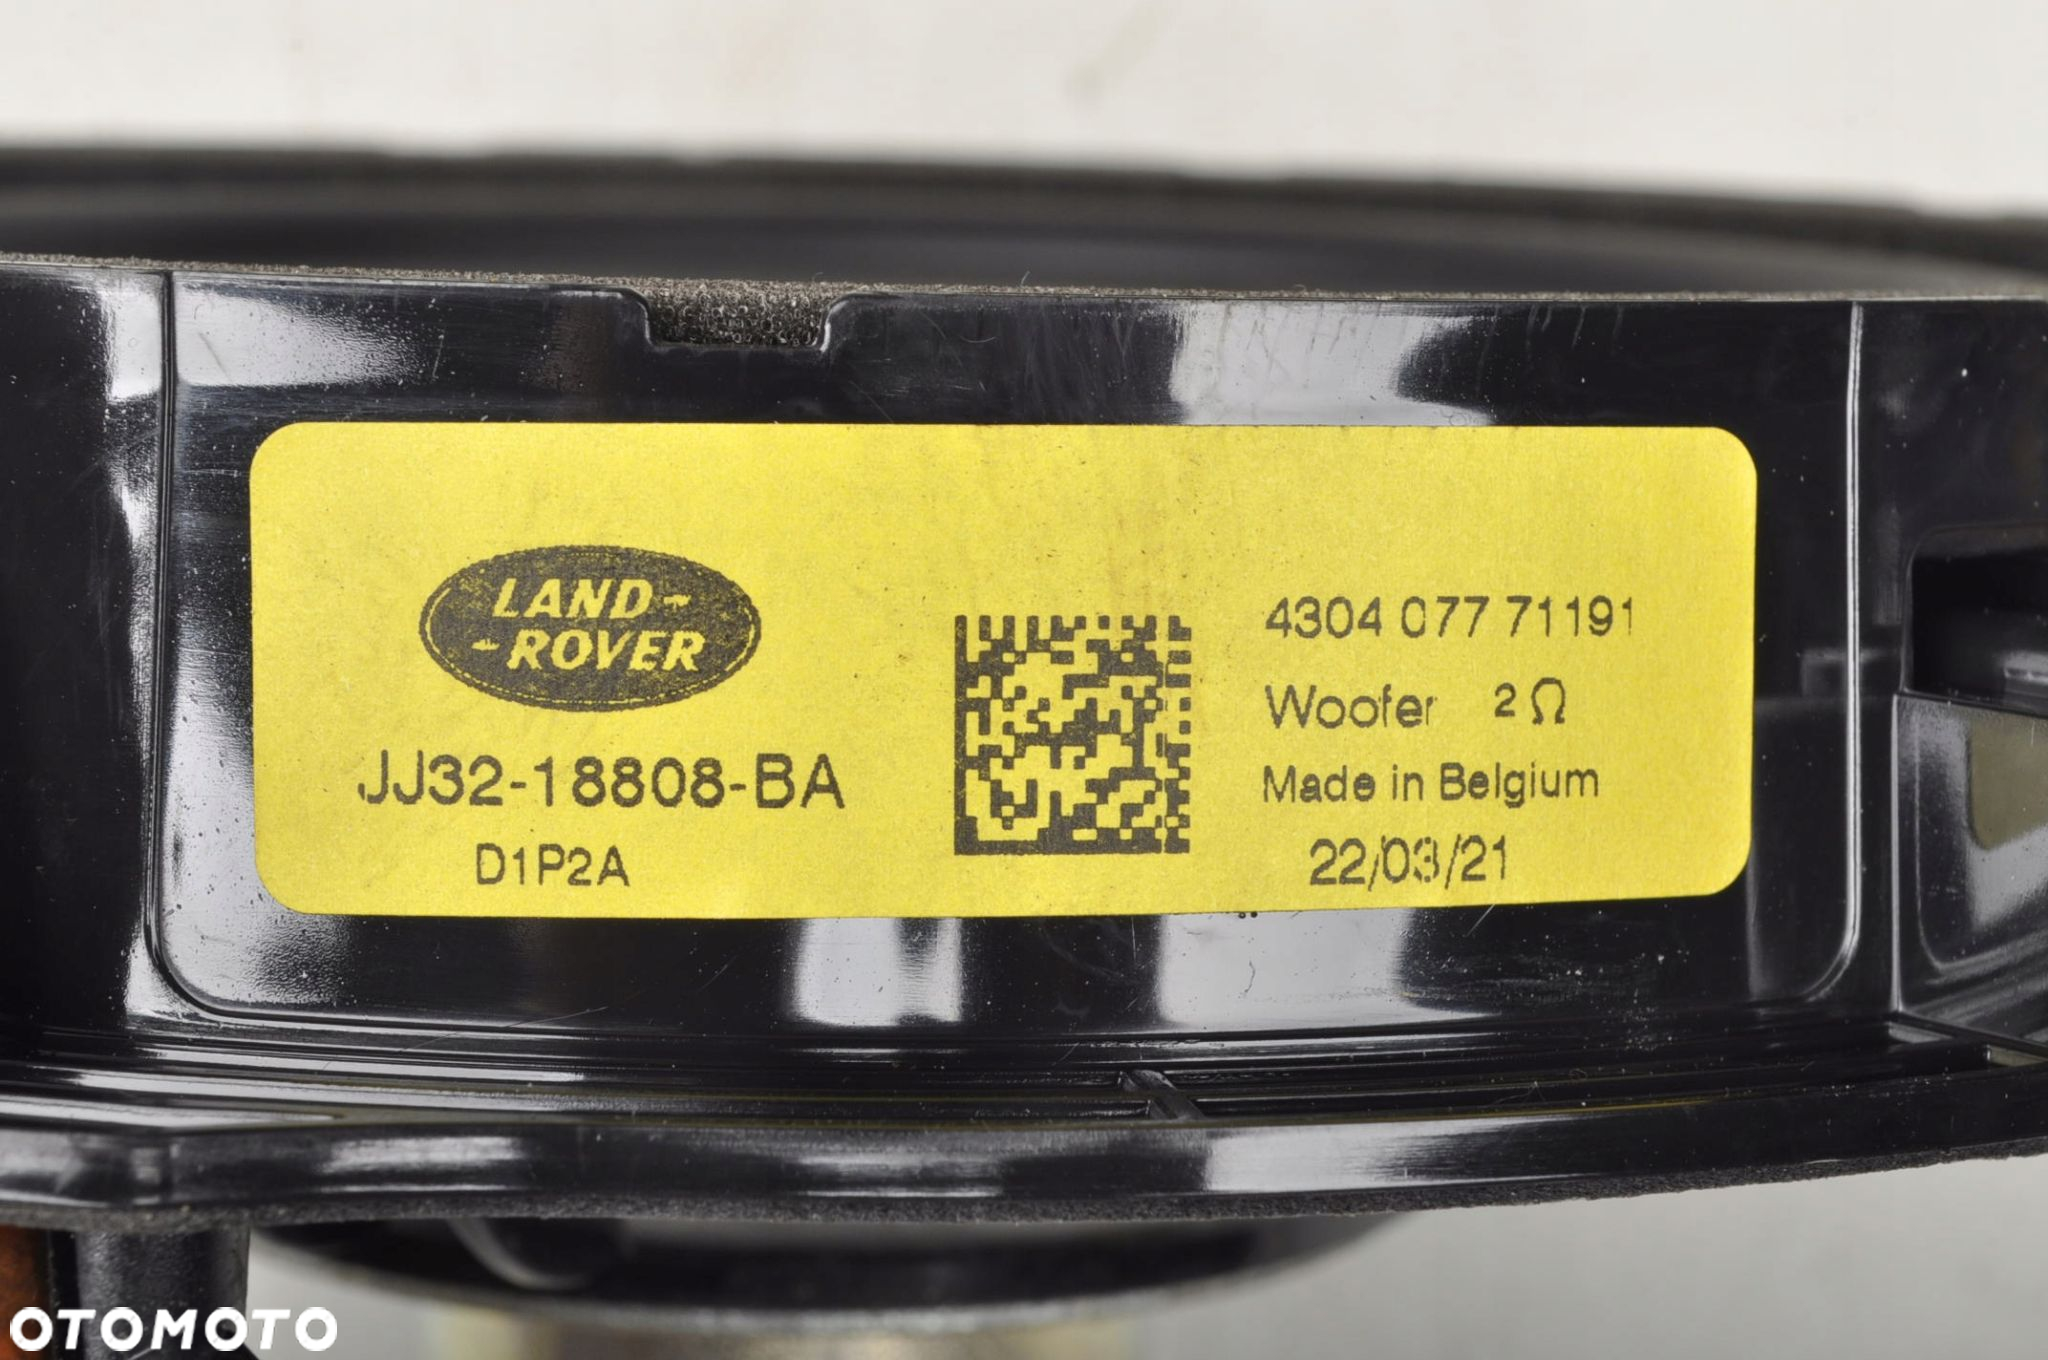 LAND-
-ROVER
JJ32-18808-BA
D1P2A
4304 077 71191
Woofer 2 Ω
Made in Belgium
22/03/21
OTOMOTO